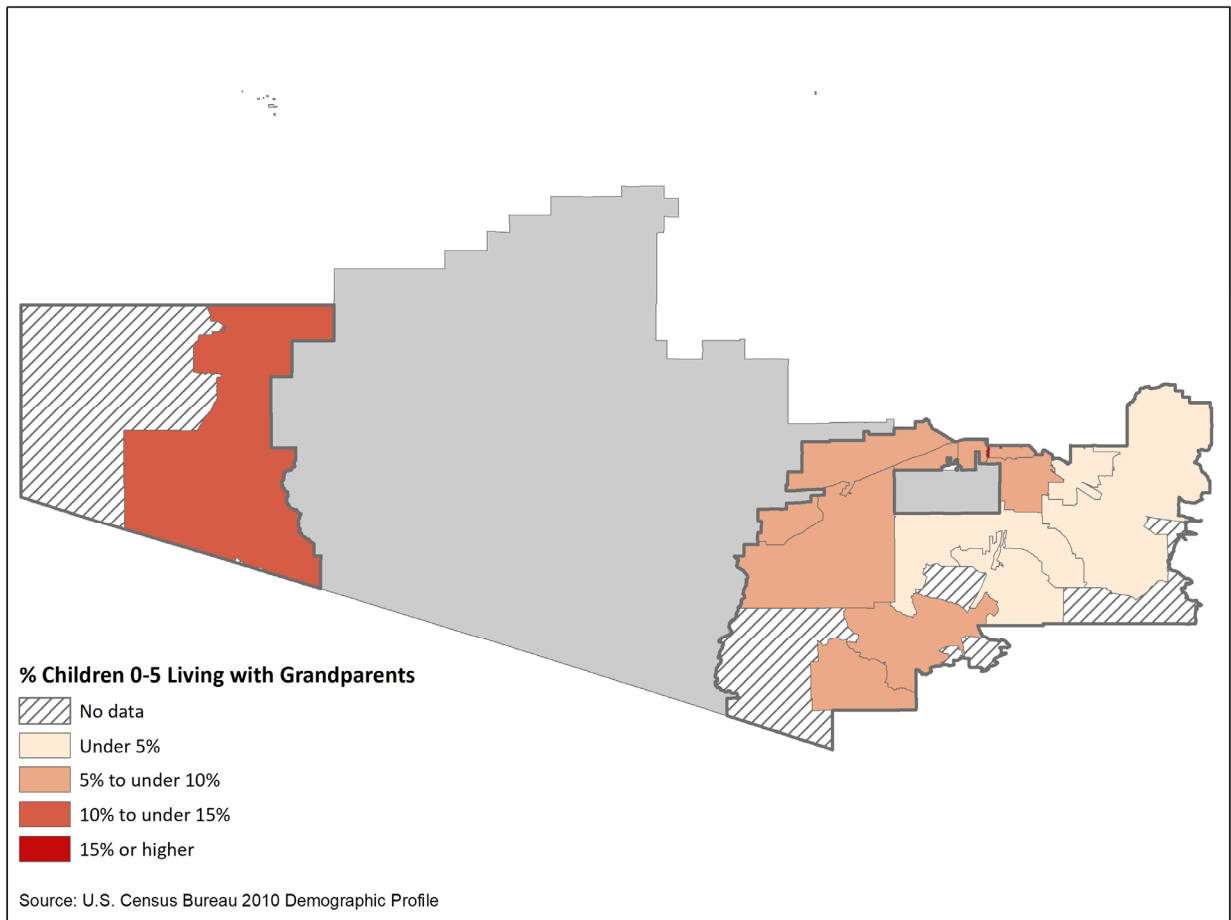 % Children 0-5 Living with Grandparents
No data
Under 5%
5% to under 10%
10% to under 15%
15% or higher
Source: U.S. Census Bureau 2010 Demographic Profile